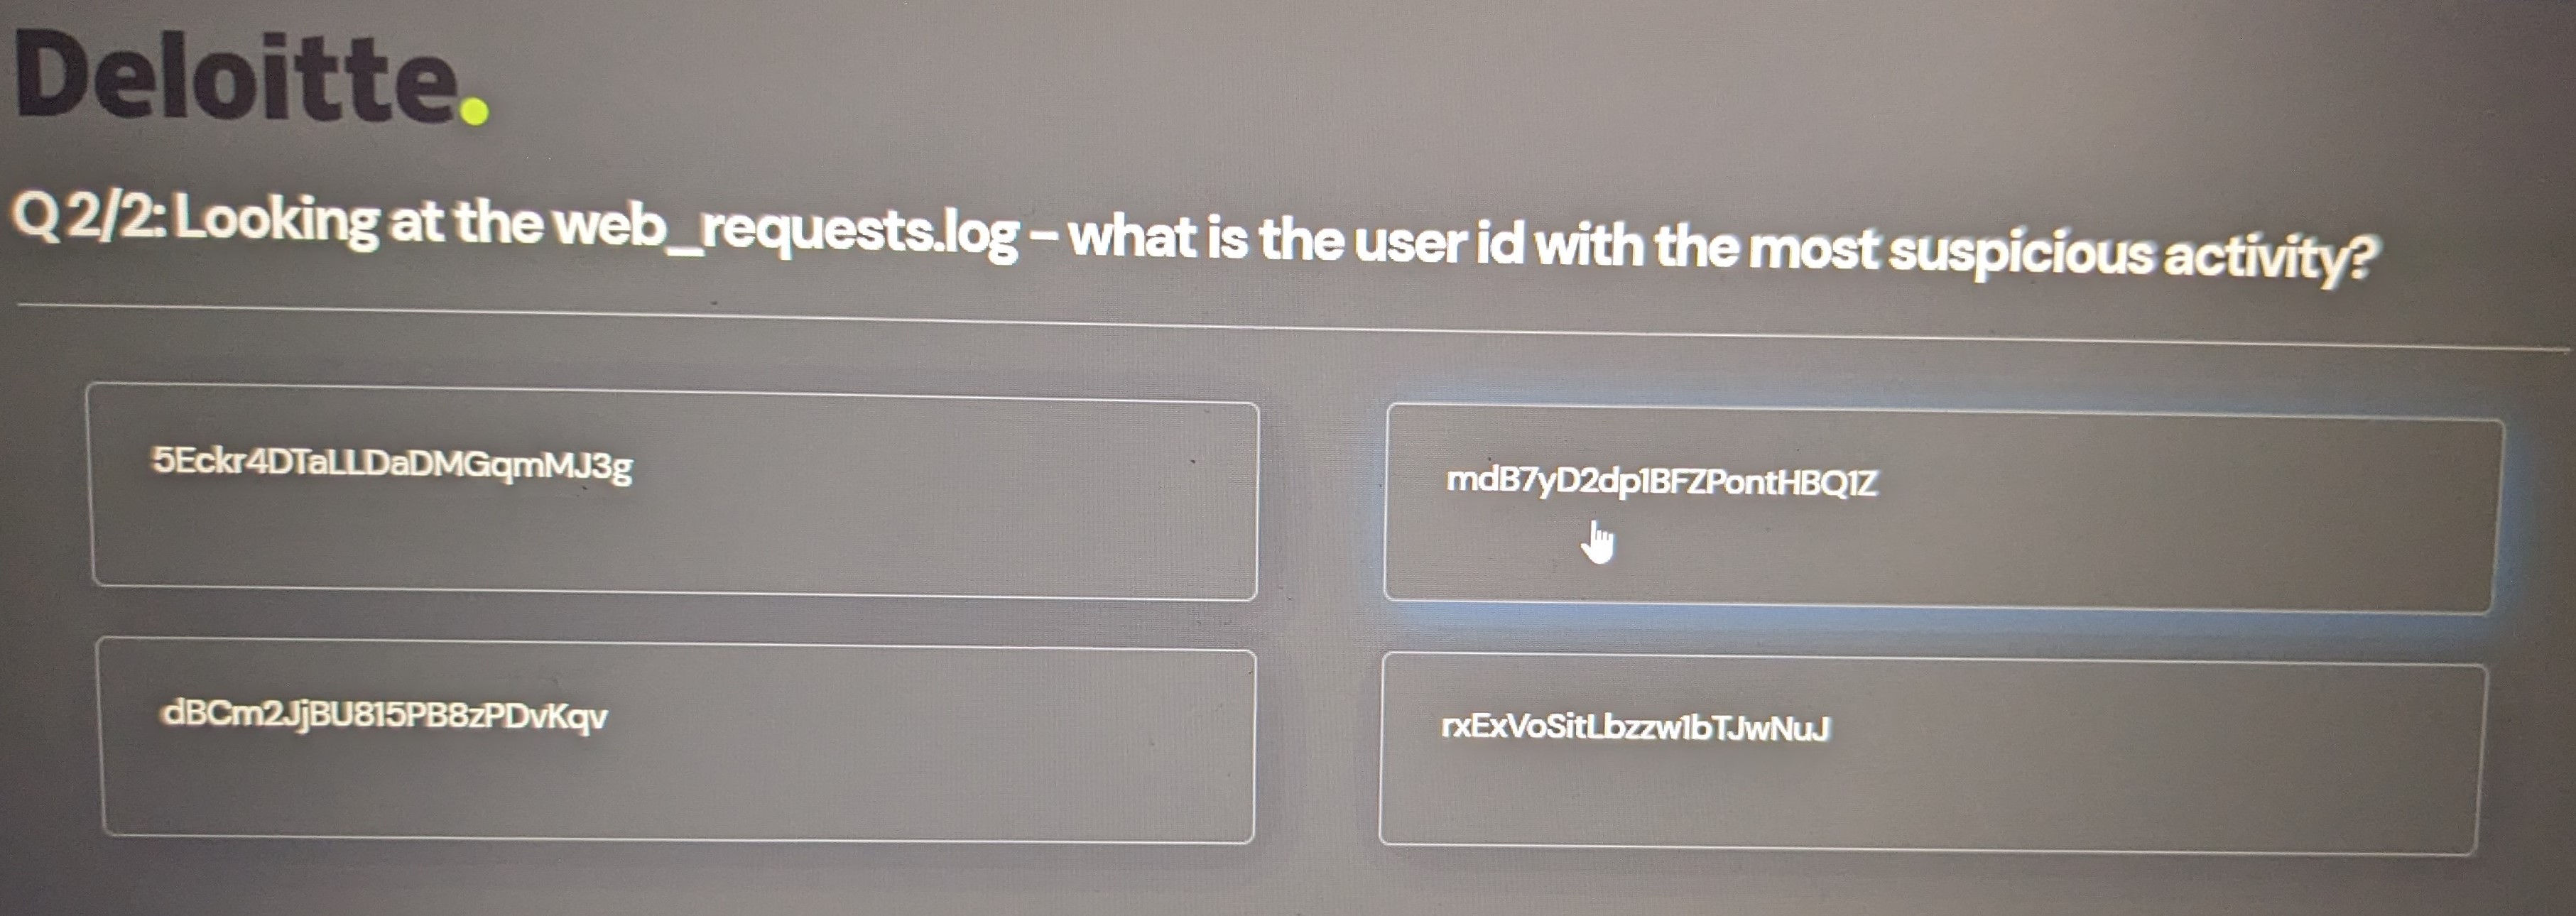 Deloitte.
Q 2/2: Looking at the web_requests.log – what is the user id with the most suspicious activity?
5Eckr4DTaLLDaDMGqmMJ3g
mdB7yD2dp1BFZPontHBQ1Z
dBCm2JjBU815PB8zPDvKqv
rxExVoSitLbzzw1bTJwNuJ